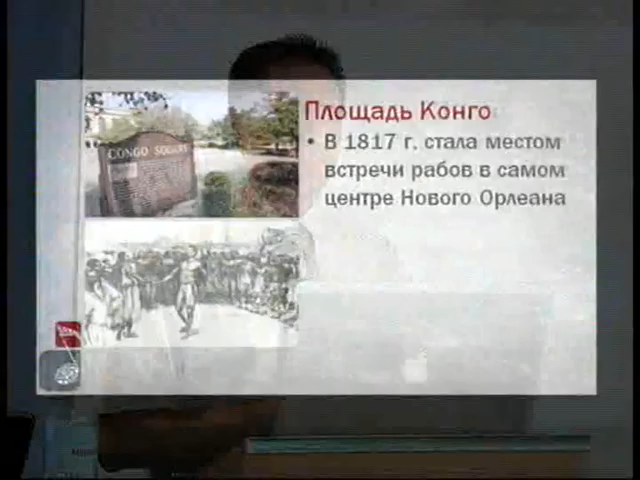 Площадь Конго
• В 1817 г. стала местом
встречи рабов в самом
центре Нового Орлеана
CONGO SQUARE